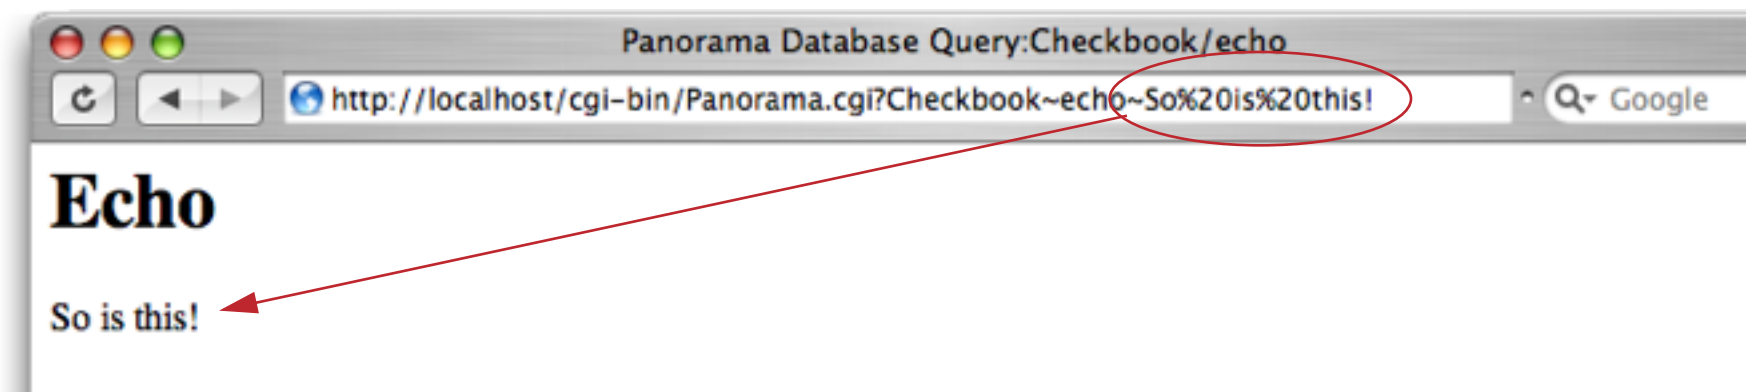 Panorama Database Query:Checkbook/echo
http://localhost/cgi-bin/Panorama.cgi?Checkbook~echo~So%20is%20this! Google
Echo
So is this!